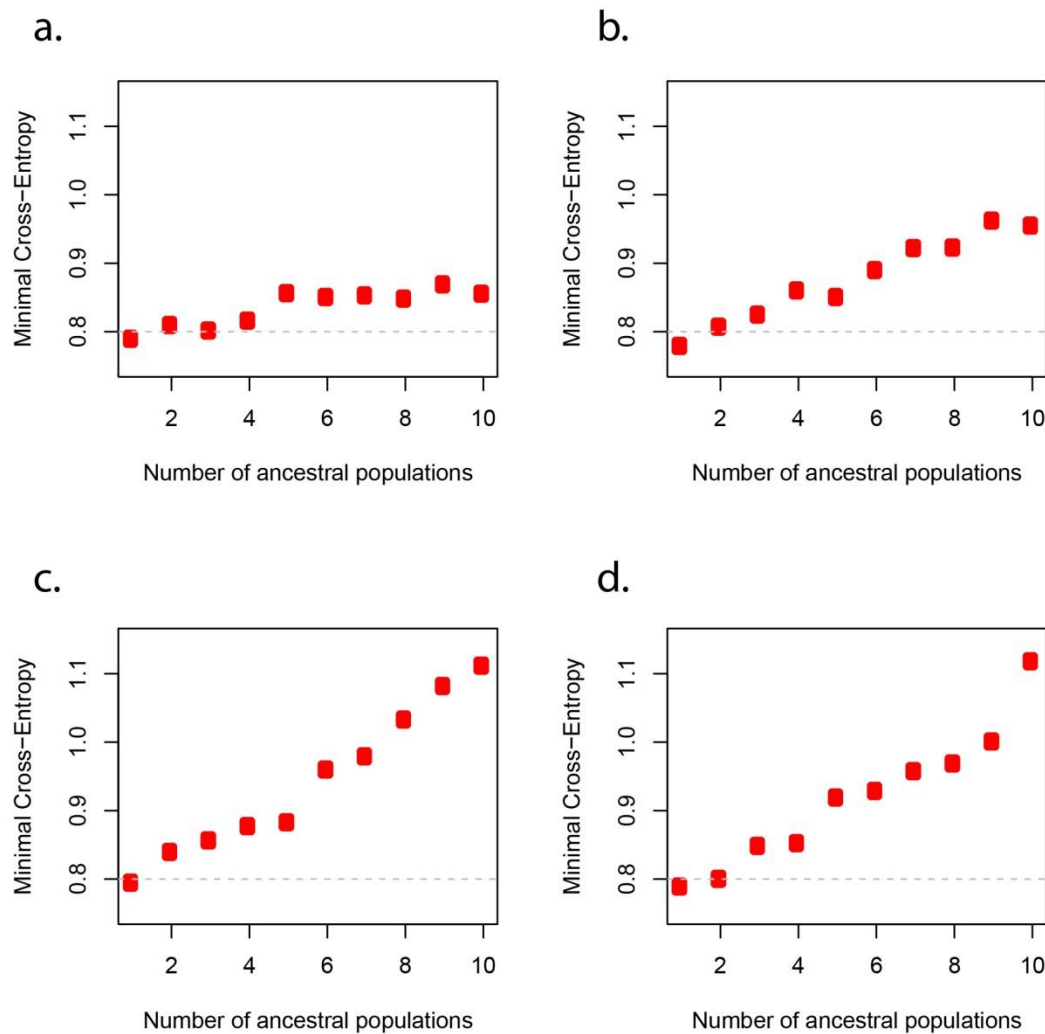 a.
Minimal Cross-Entropy
1.1
1.0
0.9
0.8
2 4 6 8 10
Number of ancestral populations
b.
Minimal Cross-Entropy
1.1
1.0
0.9
0.8
2 4 6 8 10
Number of ancestral populations
c.
Minimal Cross-Entropy
1.1
1.0
0.9
0.8
2 4 6 8 10
Number of ancestral populations
d.
Minimal Cross-Entropy
1.1
1.0
0.9
0.8
2 4 6 8 10
Number of ancestral populations